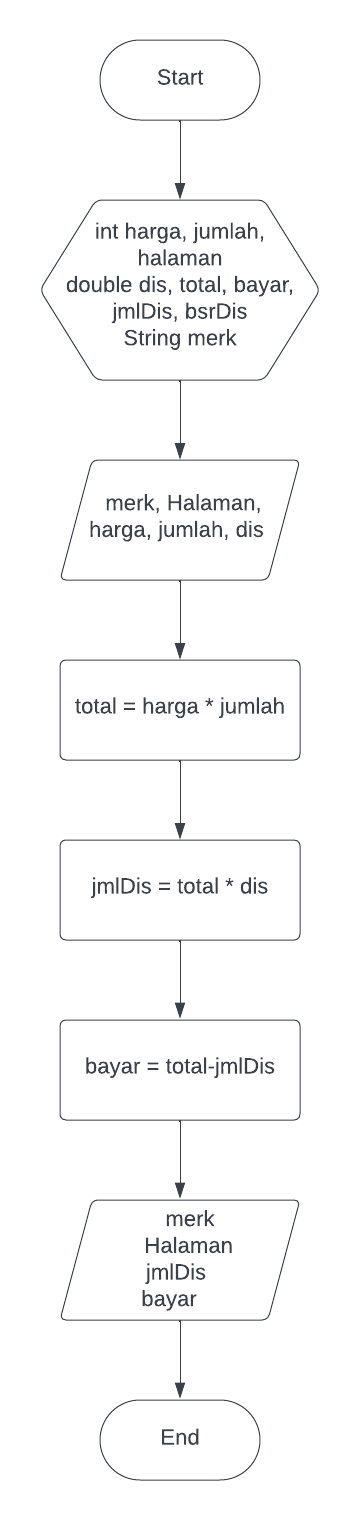 Start
int harga, jumlah,
halaman
double dis, total, bayar,
jmlDis, bsrDis
String merk
merk, Halaman,
harga, jumlah, dis
total = harga * jumlah
jmlDis = total * dis
bayar = total-jmlDis
merk
Halaman
jmlDis
bayar
End